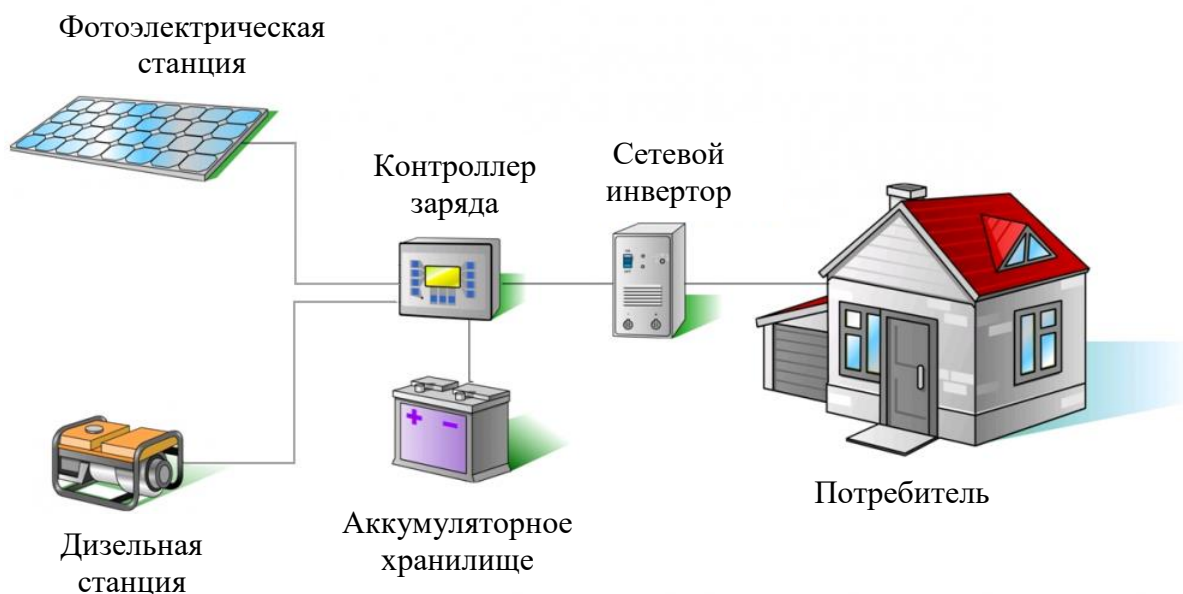 Фотоэлектрическая
станция
Контроллер
заряда
Сетевой
инвертор
Потребитель
Аккумуляторное
хранилище
Дизельная
станция